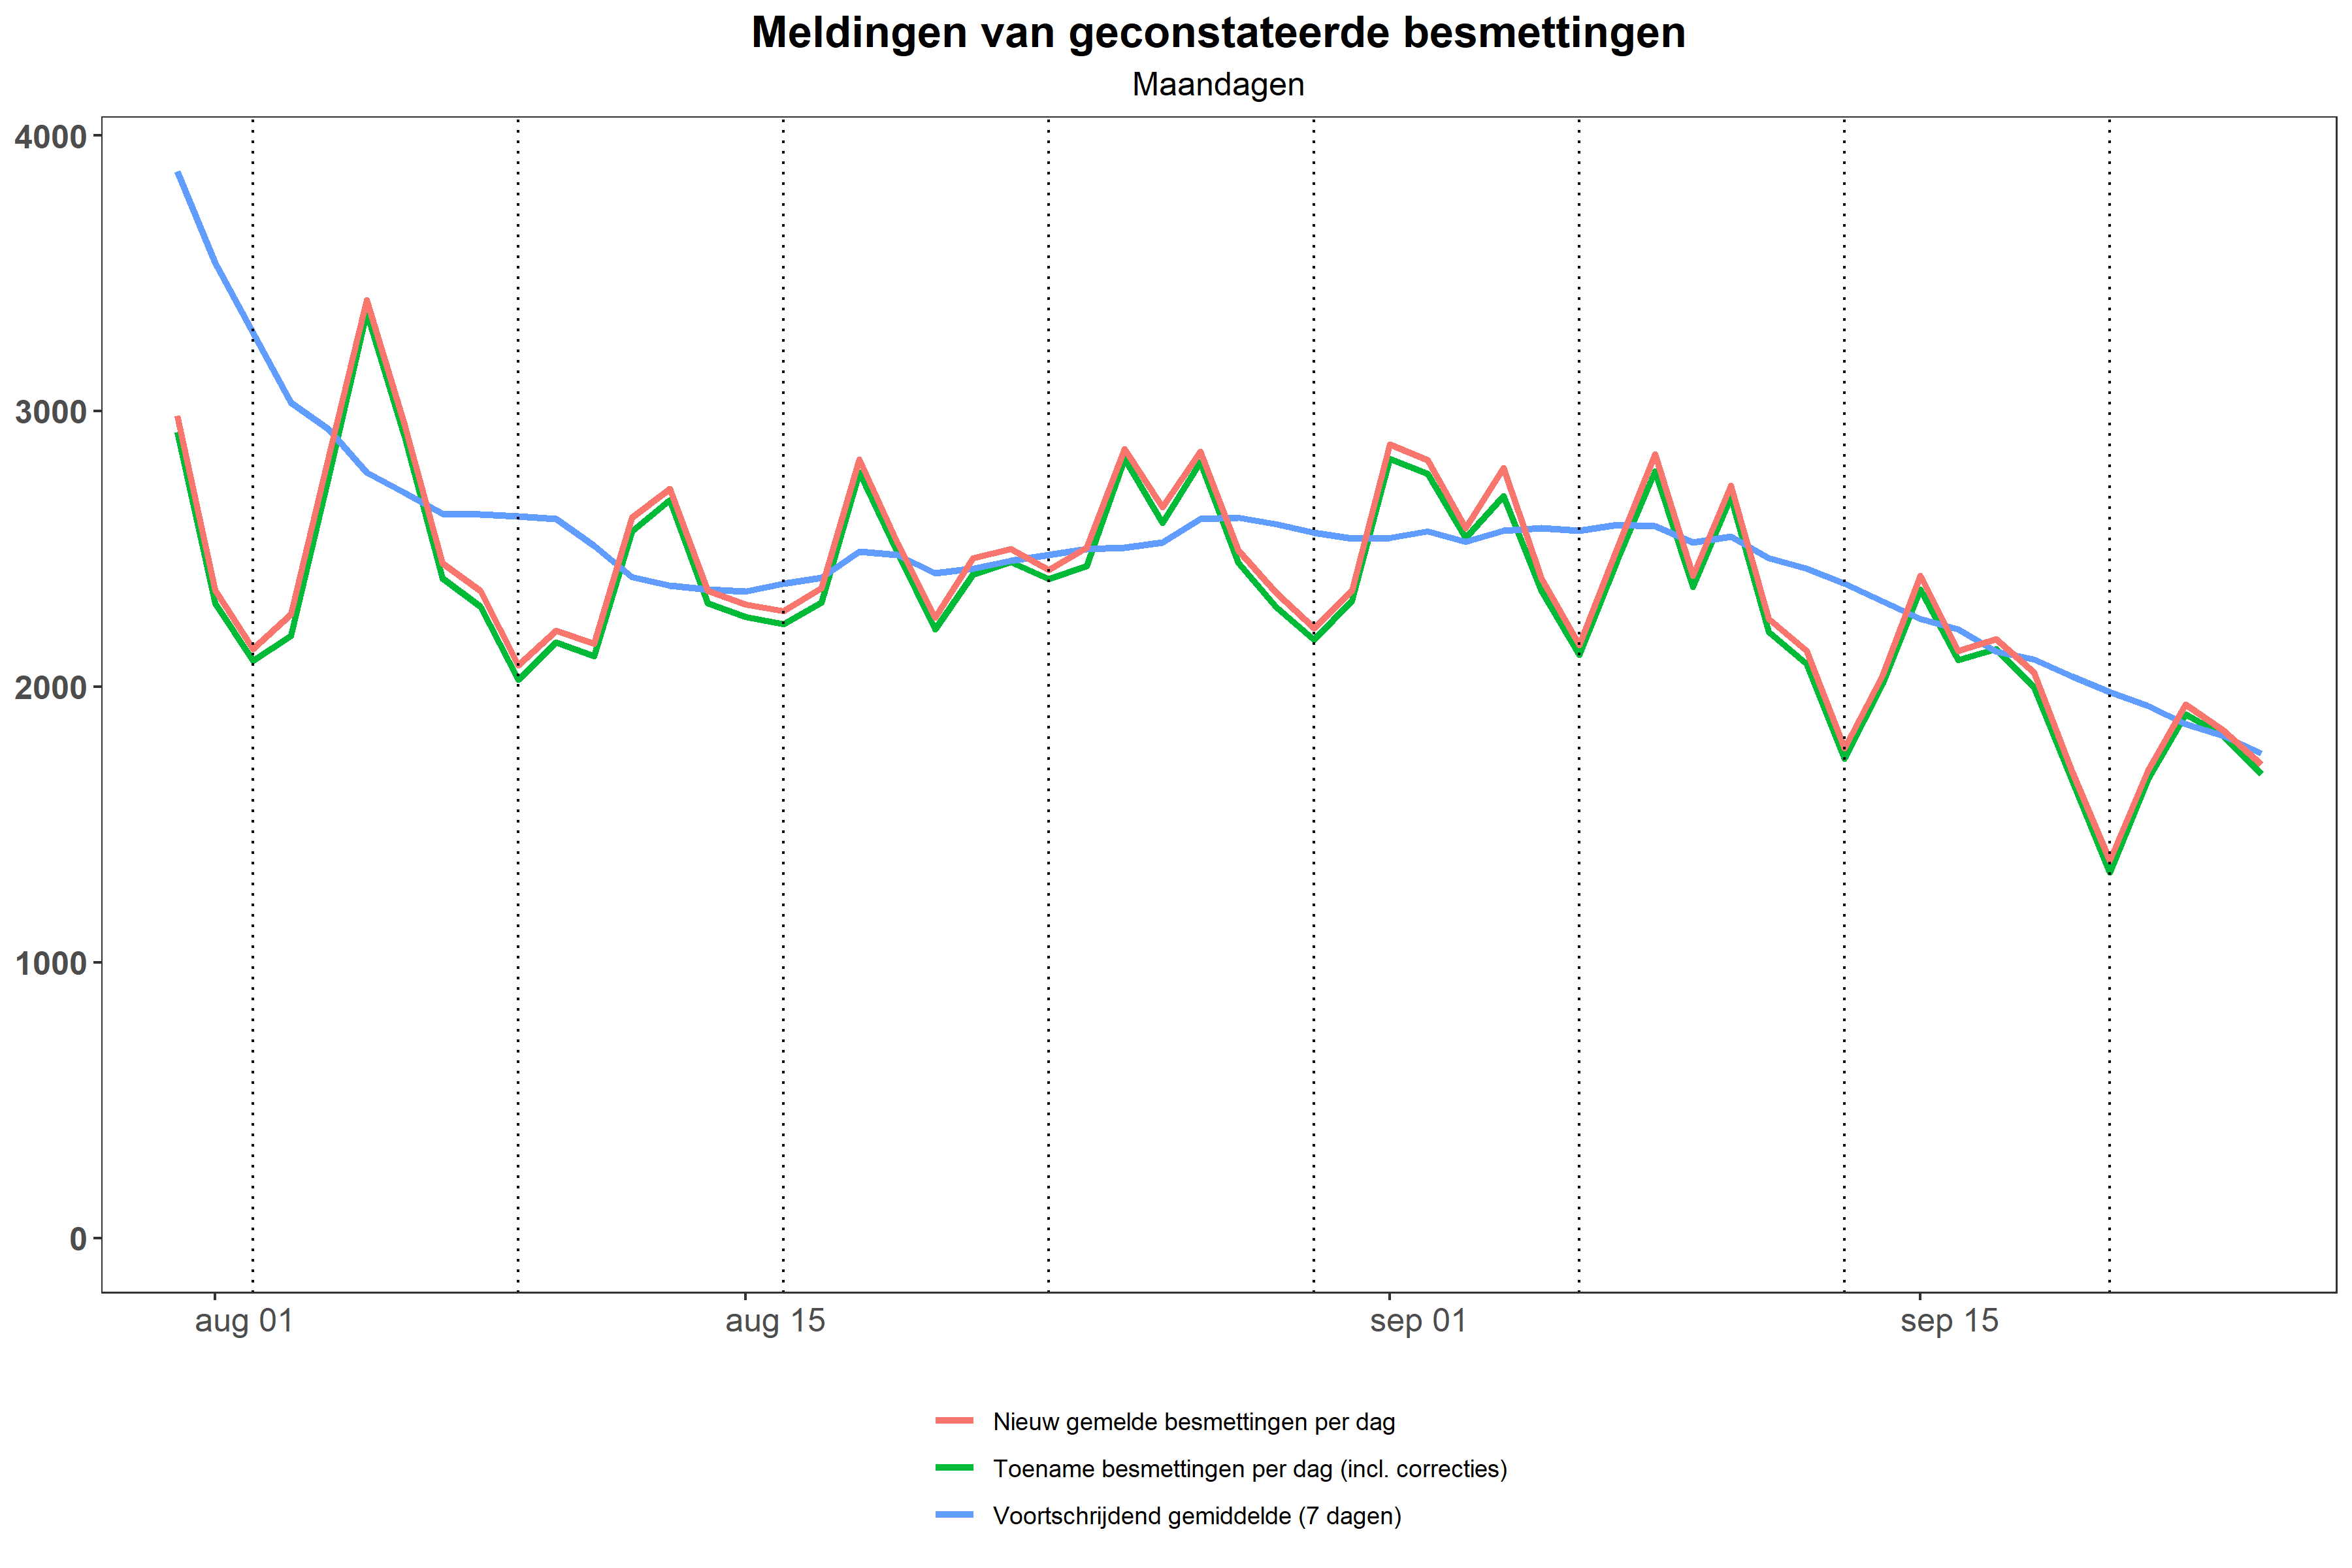 Meldingen van geconstateerde besmettingen
Maandagen
4000
3000
2000
1000
0
aug 01
aug 15
sep 01
sep 15
Nieuw gemelde besmettingen per dag
Toename besmettingen per dag (incl. correcties)
Voortschrijdend gemiddelde (7 dagen)